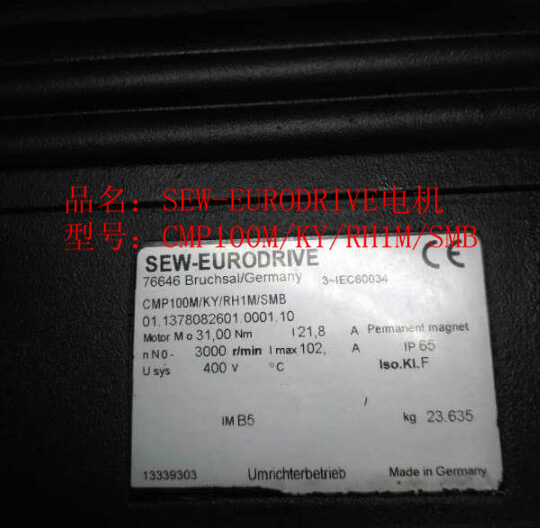 品名：SEW-EURODRIVE电机
型号：CMP100M/KY/RH1M/SMB
SEW-EURODRIVE CE
76646 Bruchsal/Germany 3~IEC60034
CMP100M/KY/RH1M/SMB
01.1378082601.0001.10
Motor M o 31,00 Nm I 21,8 A Permanent magnet
n N0- 3000 r/min I max 102, A IP 65
U sys 400 V °C Iso.Kl.F
/
IM B5 kg 23.635
13339303 Umrichterbetrieb Made in Germany